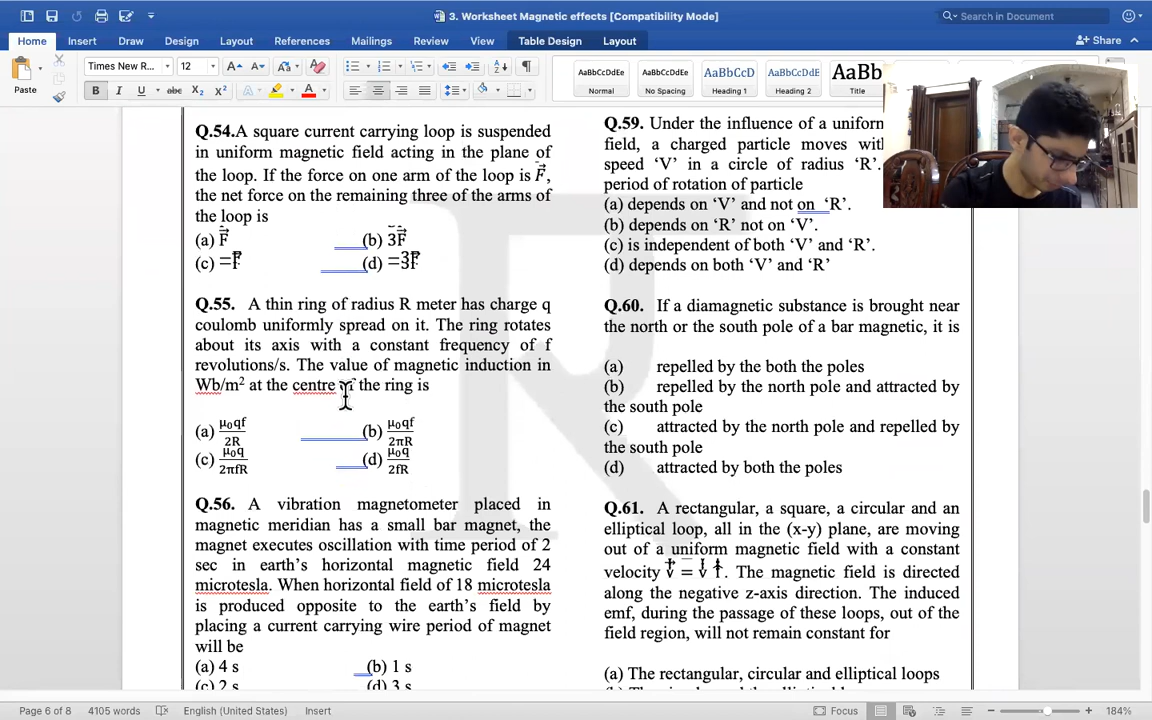 3. Worksheet Magnetic effects [Compatibility Mode]
Search in Document
Home Insert Draw Design Layout References Mailings Review View Table Design Layout
Share
Paste
Times New R... 12
AaBbCcDdEe AaBbCcDdEe AaBbCcD AaBbCcDdE AaBb
Normal No Spacing Heading 1 Heading 2 Title
Q.54.A square current carrying loop is suspended
in uniform magnetic field acting in the plane of
the loop. If the force on one arm of the loop is F⃗,
the net force on the remaining three of the arms of
the loop is
(a) F⃗ (b) 3F⃗
(c) =F⃗ (d) =3F⃗
Q.55. A thin ring of radius R meter has charge q
coulomb uniformly spread on it. The ring rotates
about its axis with a constant frequency of f
revolutions/s. The value of magnetic induction in
Wb/m² at the centre of the ring is
(a) μ₀qf/2R (b) μ₀qf/2πR
(c) μ₀q/2πfR (d) μ₀q/2fR
Q.56. A vibration magnetometer placed in
magnetic meridian has a small bar magnet, the
magnet executes oscillation with time period of 2
sec in earth's horizontal magnetic field 24
microtesla. When horizontal field of 18 microtesla
is produced opposite to the earth's field by
placing a current carrying wire period of magnet
will be
(a) 4 s (b) 1 s
(c) 2 s (d) 3 s
Q.59. Under the influence of a uniform
field, a charged particle moves with
speed ‘V’ in a circle of radius ‘R’.
period of rotation of particle
(a) depends on ‘V’ and not on ‘R’.
(b) depends on ‘R’ not on ‘V’.
(c) is independent of both ‘V’ and ‘R’.
(d) depends on both ‘V’ and ‘R’
Q.60. If a diamagnetic substance is brought near
the north or the south pole of a bar magnetic, it is
(a) repelled by the both the poles
(b) repelled by the north pole and attracted by
the south pole
(c) attracted by the north pole and repelled by
the south pole
(d) attracted by both the poles
Q.61. A rectangular, a square, a circular and an
elliptical loop, all in the (x-y) plane, are moving
out of a uniform magnetic field with a constant
velocity v⃗ = v î. The magnetic field is directed
along the negative z-axis direction. The induced
emf, during the passage of these loops, out of the
field region, will not remain constant for
(a) The rectangular, circular and elliptical loops
Page 6 of 8 4105 words English (United States) Insert Focus 184%